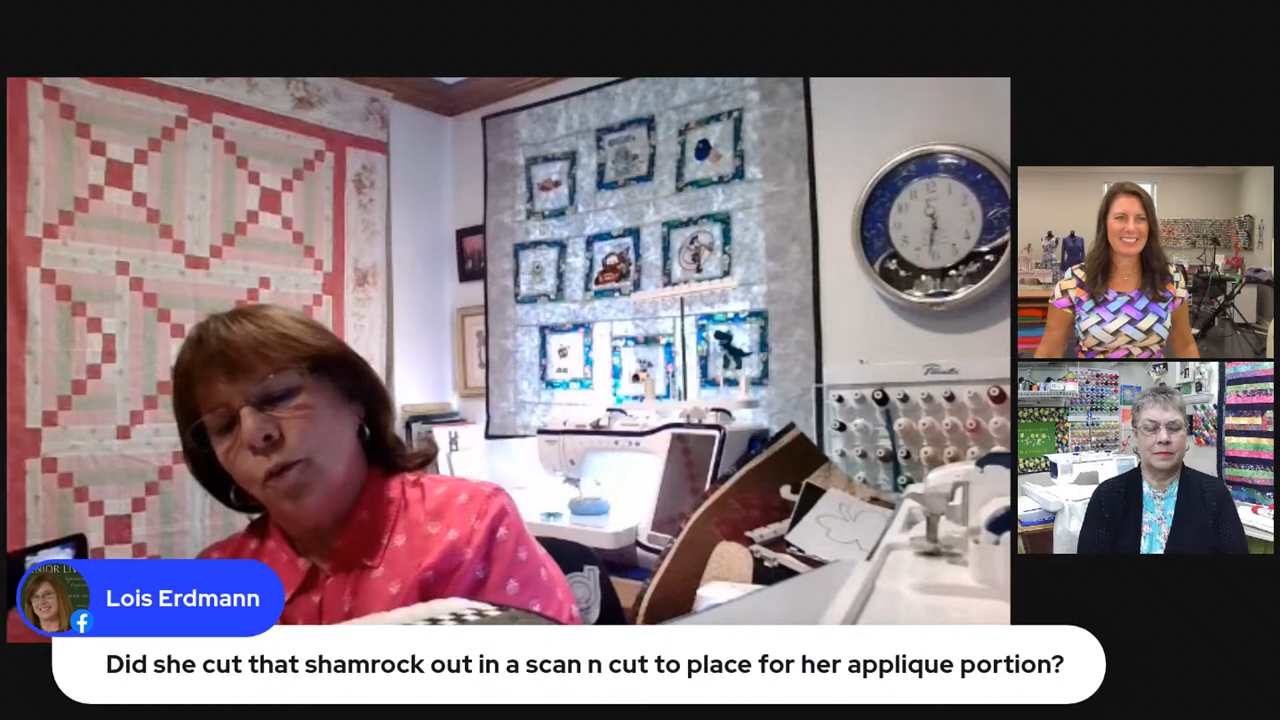 Lois Erdmann
Did she cut that shamrock out in a scan n cut to place for her applique portion?